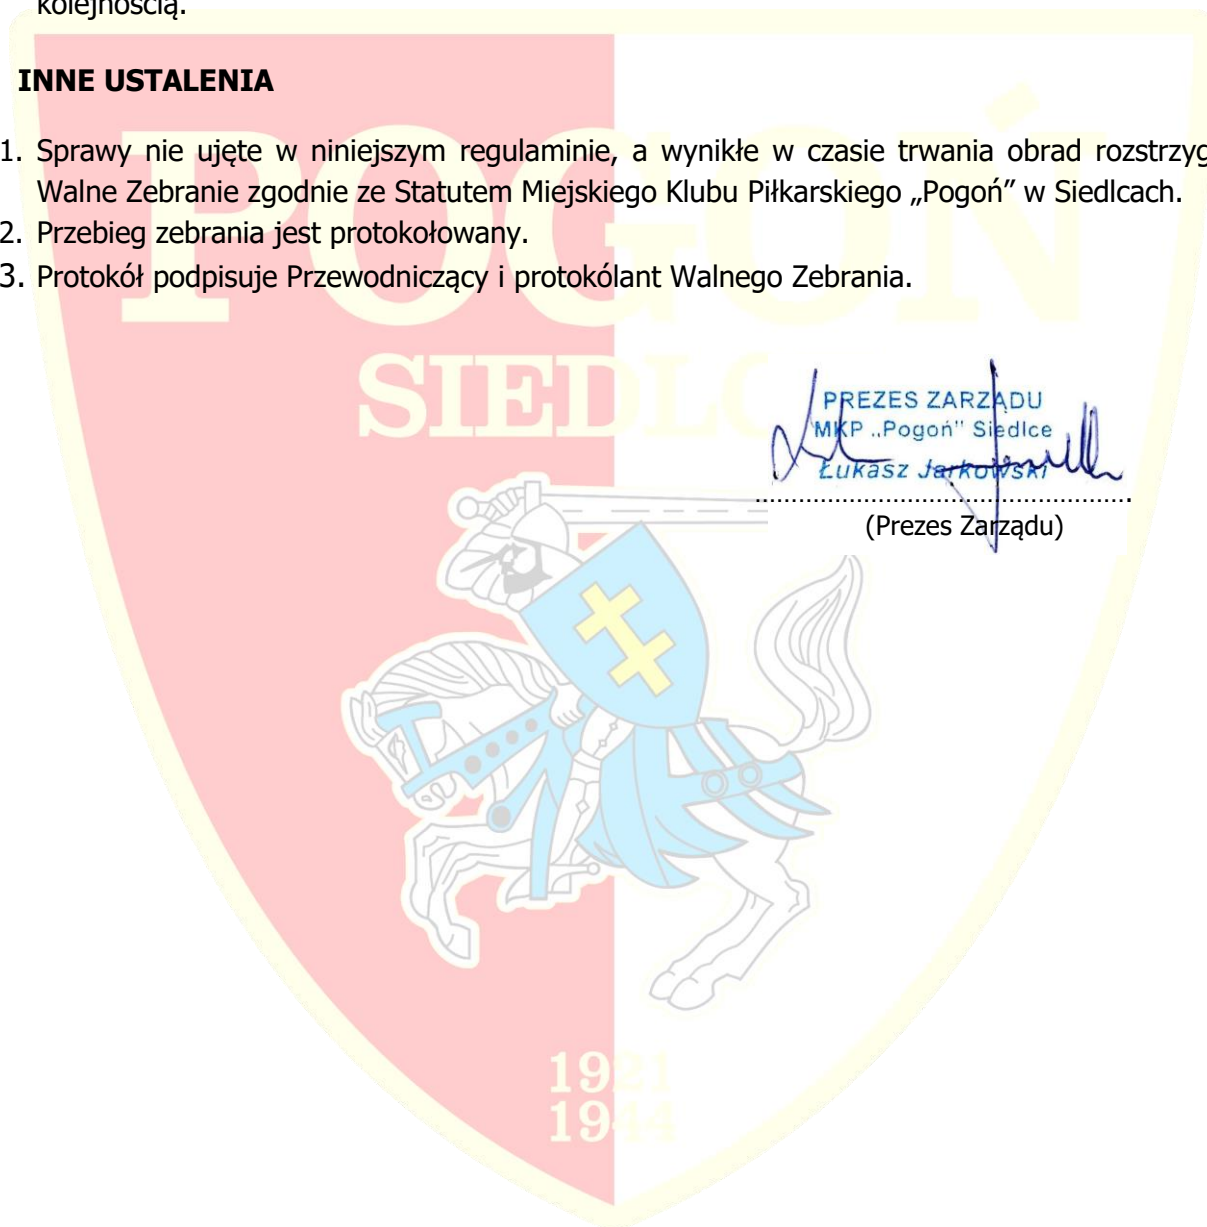 kolejnością.
INNE USTALENIA
1. Sprawy nie ujęte w niniejszym regulaminie, a wynikłe w czasie trwania obrad rozstrzyg
Walne Zebranie zgodnie ze Statutem Miejskiego Klubu Piłkarskiego „Pogoń” w Siedlcach.
2. Przebieg zebrania jest protokołowany.
3. Protokół podpisuje Przewodniczący i protokólant Walnego Zebrania.
POGOŃ
SIEDLC
PREZES ZARZĄDU
MKP „Pogoń" Siedlce
Łukasz Jarkowski
(Prezes Zarządu)
1921
1944